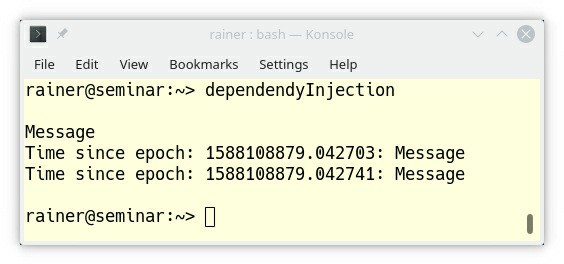 rainer : bash — Konsole
File Edit View Bookmarks Settings Help
rainer@seminar:~> dependendyInjection
Message
Time since epoch: 1588108879.042703: Message
Time since epoch: 1588108879.042741: Message
rainer@seminar:~>